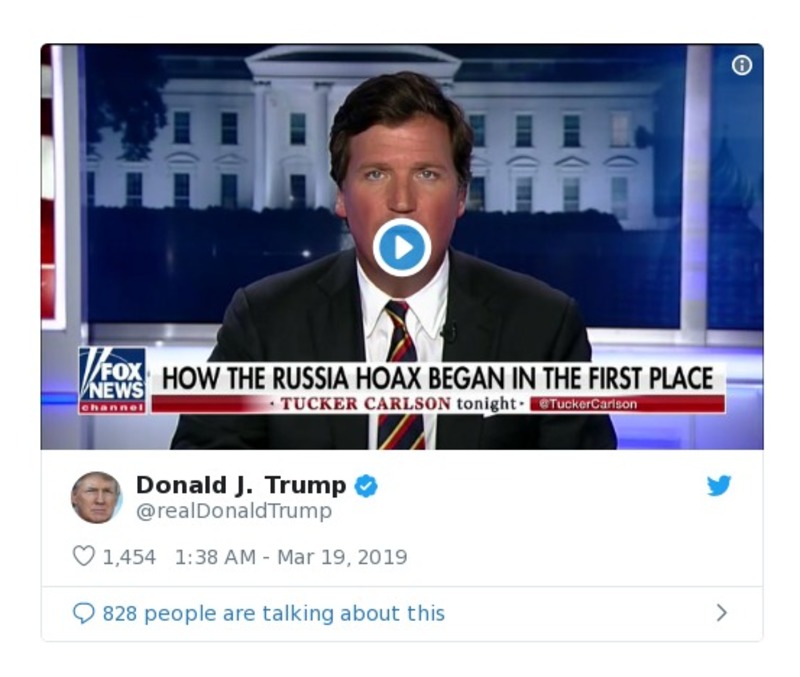 FOX
NEWS
channel
HOW THE RUSSIA HOAX BEGAN IN THE FIRST PLACE
· TUCKER CARLSON tonight · @TuckerCarlson
Donald J. Trump
@realDonaldTrump
1,454 1:38 AM - Mar 19, 2019
828 people are talking about this